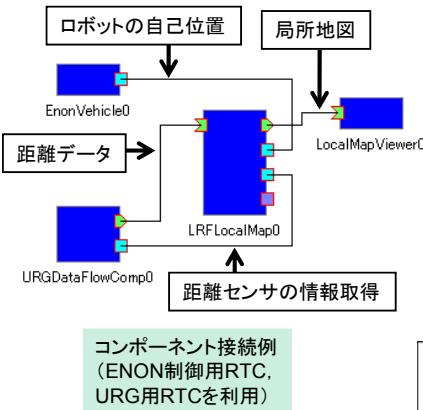 ロボットの自己位置
局所地図
EnonVehicle0
LocalMapViewer0
距離データ
LRFLocalMap0
URGDataFlowComp0
距離センサの情報取得
コンポーネント接続例
(ENON制御用RTC,
URG用RTCを利用)